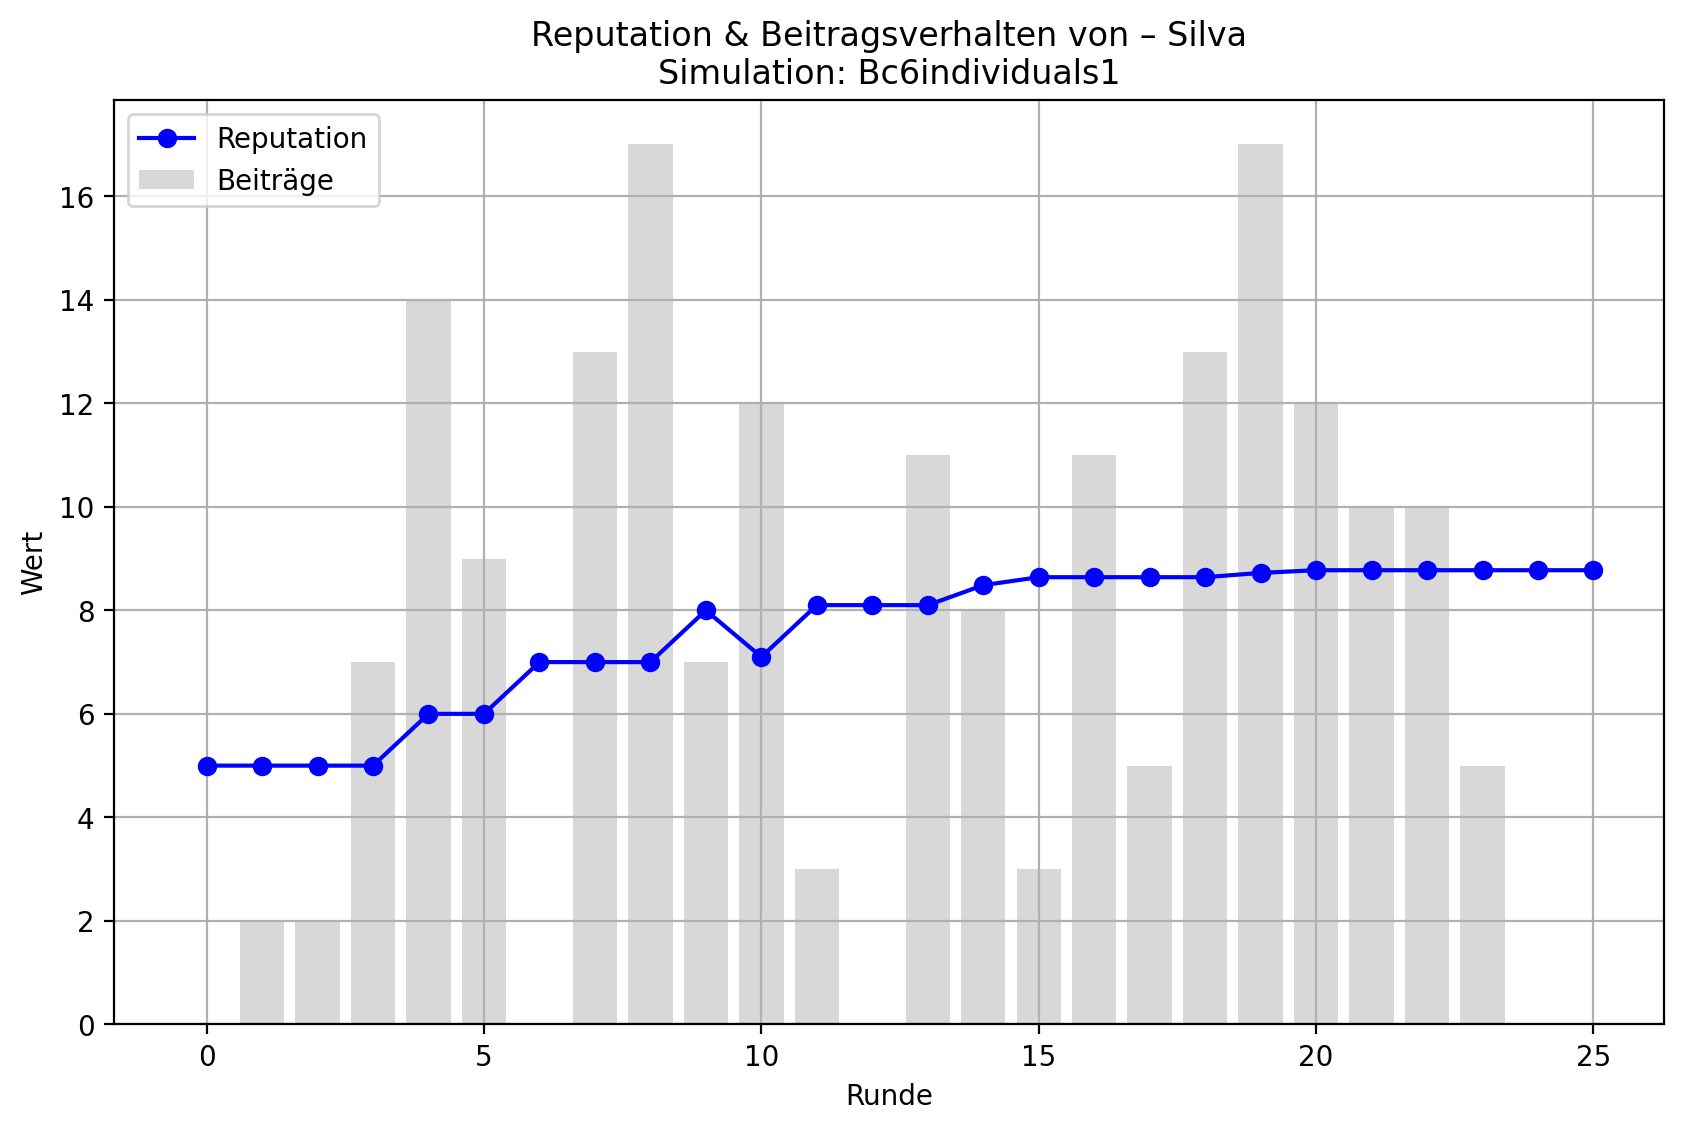 Reputation & Beitragsverhalten von – Silva
Simulation: Bc6individuals1
Reputation
Beiträge
16
14
12
10
8
6
4
2
0
Wert
0 5 10 15 20 25
Runde